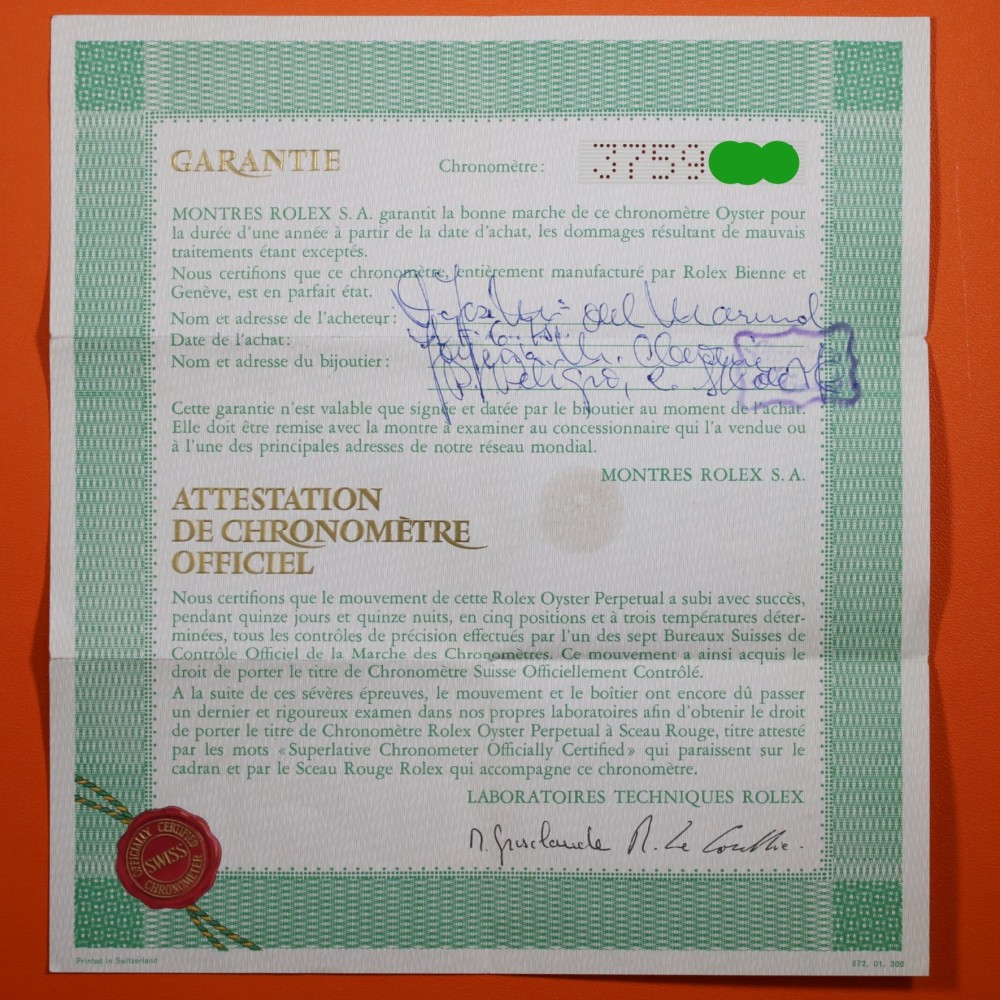 GARANTIE
Chronomètre: 3759
MONTRES ROLEX S. A. garantit la bonne marche de ce chronomètre Oyster pour
la durée d'une année à partir de la date d'achat, les dommages résultant de mauvais
traitements étant exceptés.
Nous certifions que ce chronomètre, entièrement manufacturé par Rolex Bienne et
Genève, est en parfait état.
Nom et adresse de l'acheteur:
Date de l'achat:
Nom et adresse du bijoutier:
Cette garantie n'est valable que signée et datée par le bijoutier au moment de l'achat.
Elle doit être remise avec la montre à examiner au concessionnaire qui l'a vendue ou
à l'une des principales adresses de notre réseau mondial.
MONTRES ROLEX S. A.
ATTESTATION
DE CHRONOMÈTRE
OFFICIEL
Nous certifions que le mouvement de cette Rolex Oyster Perpetual a subi avec succès,
pendant quinze jours et quinze nuits, en cinq positions et à trois températures déter-
minées, tous les contrôles de précision effectués par l'un des sept Bureaux Suisses de
Contrôle Officiel de la Marche des Chronomètres. Ce mouvement a ainsi acquis le
droit de porter le titre de Chronomètre Suisse Officiellement Contrôlé.
A la suite de ces sévères épreuves, le mouvement et le boîtier ont encore dû passer
un dernier et rigoureux examen dans nos propres laboratoires afin d'obtenir le droit
de porter le titre de Chronomètre Rolex Oyster Perpetual à Sceau Rouge, titre attesté
par les mots «Superlative Chronometer Officially Certified» qui paraissent sur le
cadran et par le Sceau Rouge Rolex qui accompagne ce chronomètre.
LABORATOIRES TECHNIQUES ROLEX
OFFICIALLY CERTIFIED
SWISS
CHRONOMETER
Printed in Switzerland
572. 01. 300